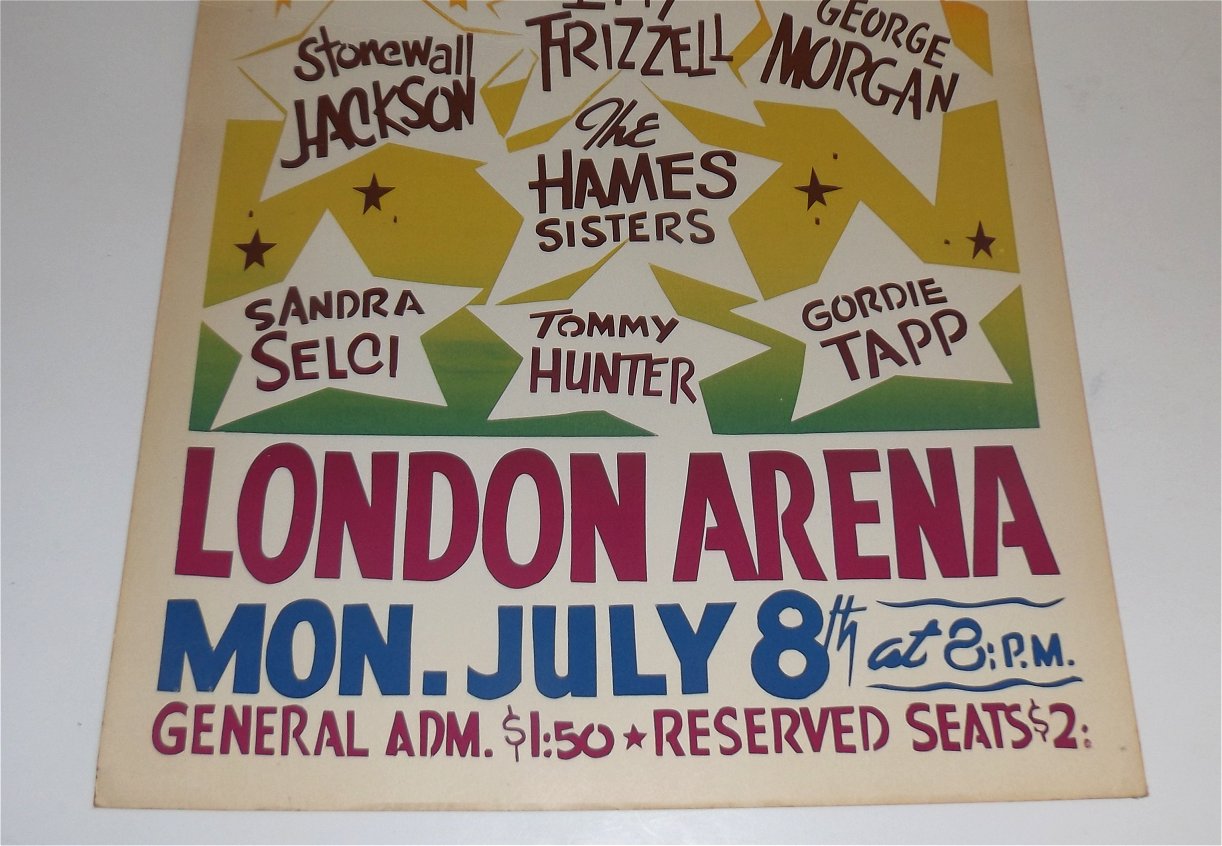 GEORGE
MORGAN
FRIZZELL
Stonewall
JACKSON
The
HAMES
SISTERS
SANDRA
SELCI
TOMMY
HUNTER
GORDIE
TAPP
LONDON ARENA
MON. JULY 8th at 8: P.M.
GENERAL ADM. $1:50 ★ RESERVED SEATS $2: